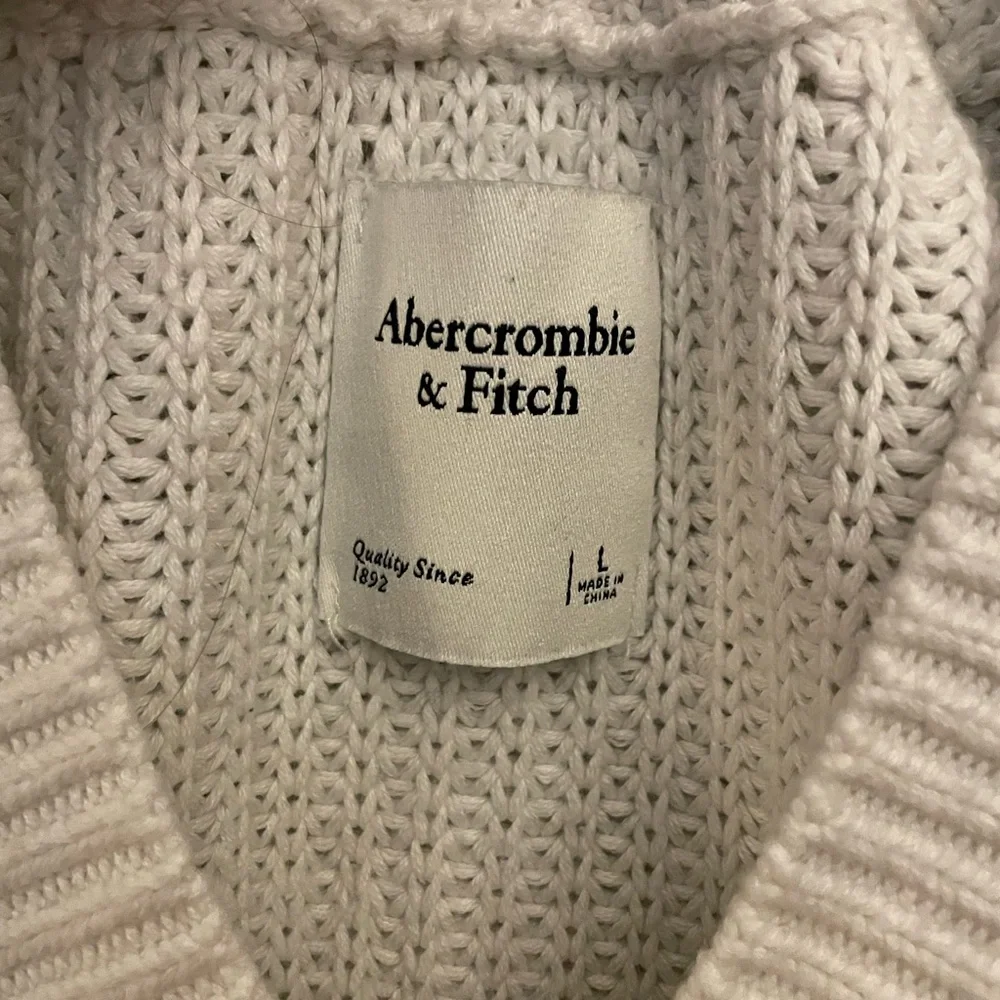 Abercrombie
& Fitch
Quality Since
1892
L
MADE IN
CHINA